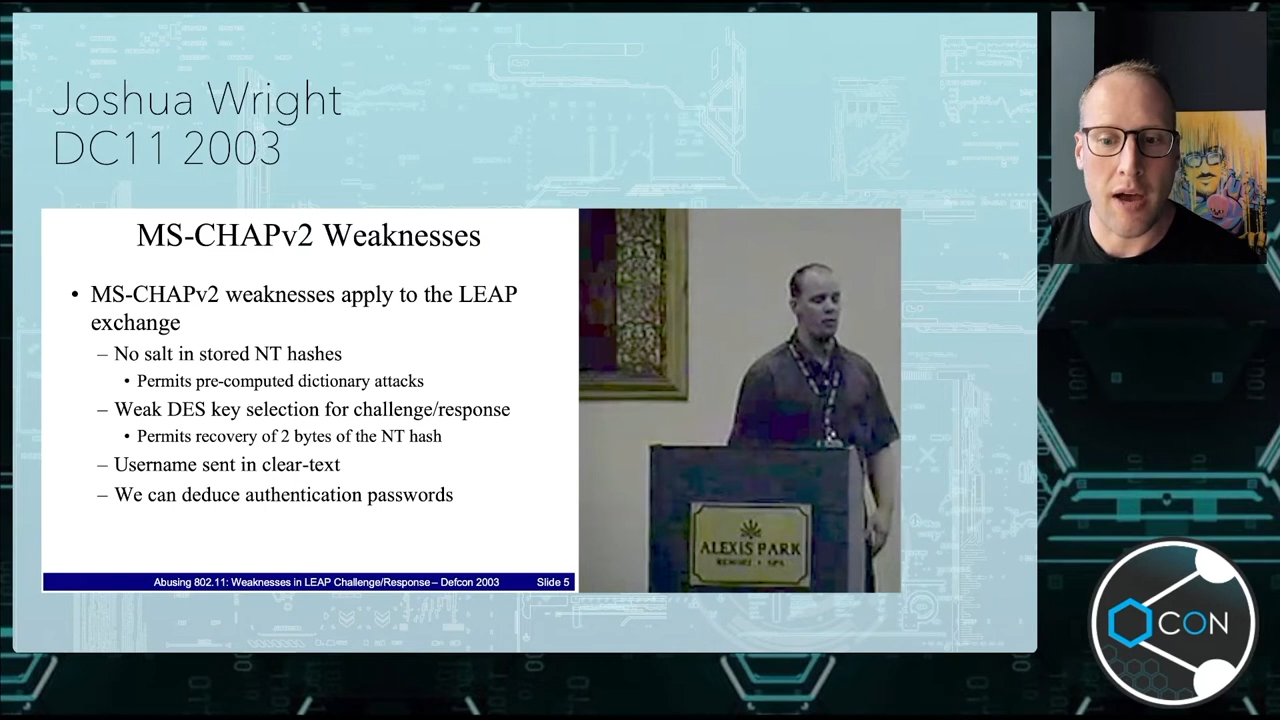 Joshua Wright
DC11 2003
MS-CHAPv2 Weaknesses
• MS-CHAPv2 weaknesses apply to the LEAP
exchange
– No salt in stored NT hashes
• Permits pre-computed dictionary attacks
– Weak DES key selection for challenge/response
• Permits recovery of 2 bytes of the NT hash
– Username sent in clear-text
– We can deduce authentication passwords
Abusing 802.11: Weaknesses in LEAP Challenge/Response – Defcon 2003 Slide 5
ALEXIS PARK
RESORT • SPA
CON